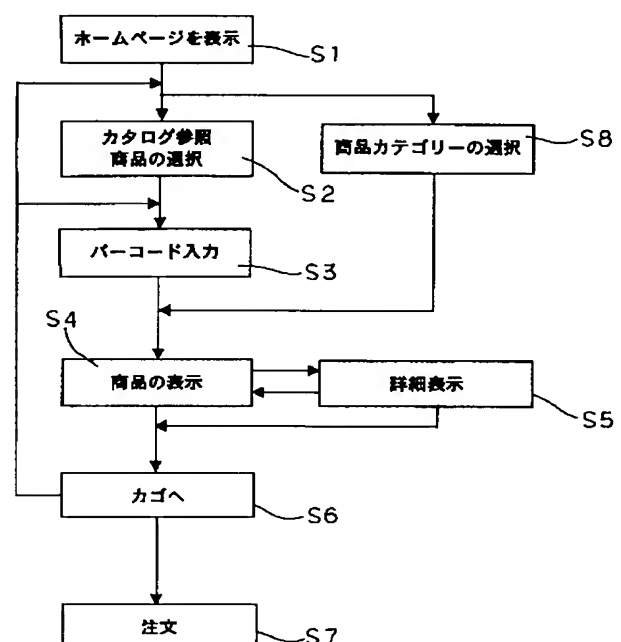 ホームページを表示
S1
カタログ参照
商品の選択
S2
商品カテゴリーの選択
S8
バーコード入力
S3
S4
商品の表示
詳細表示
S5
カゴへ
S6
注文
S7